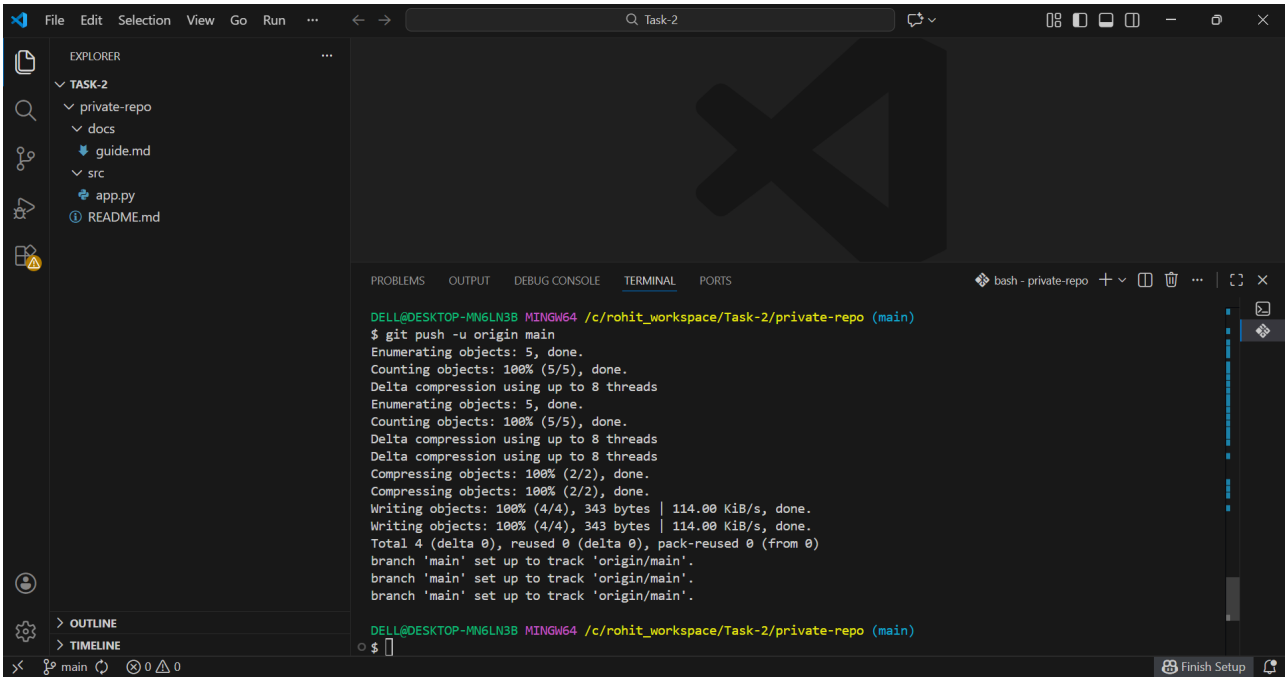 File Edit Selection View Go Run ···
Task-2
EXPLORER ···
TASK-2
private-repo
docs
guide.md
src
app.py
README.md
OUTLINE
TIMELINE
PROBLEMS OUTPUT DEBUG CONSOLE TERMINAL PORTS
bash - private-repo
DELL@DESKTOP-MN6LN3B MINGW64 /c/rohit_workspace/Task-2/private-repo (main)
$ git push -u origin main
Enumerating objects: 5, done.
Counting objects: 100% (5/5), done.
Delta compression using up to 8 threads
Enumerating objects: 5, done.
Counting objects: 100% (5/5), done.
Delta compression using up to 8 threads
Delta compression using up to 8 threads
Compressing objects: 100% (2/2), done.
Compressing objects: 100% (2/2), done.
Writing objects: 100% (4/4), 343 bytes | 114.00 KiB/s, done.
Writing objects: 100% (4/4), 343 bytes | 114.00 KiB/s, done.
Total 4 (delta 0), reused 0 (delta 0), pack-reused 0 (from 0)
branch 'main' set up to track 'origin/main'.
branch 'main' set up to track 'origin/main'.
branch 'main' set up to track 'origin/main'.
DELL@DESKTOP-MN6LN3B MINGW64 /c/rohit_workspace/Task-2/private-repo (main)
$
main 0 0
Finish Setup